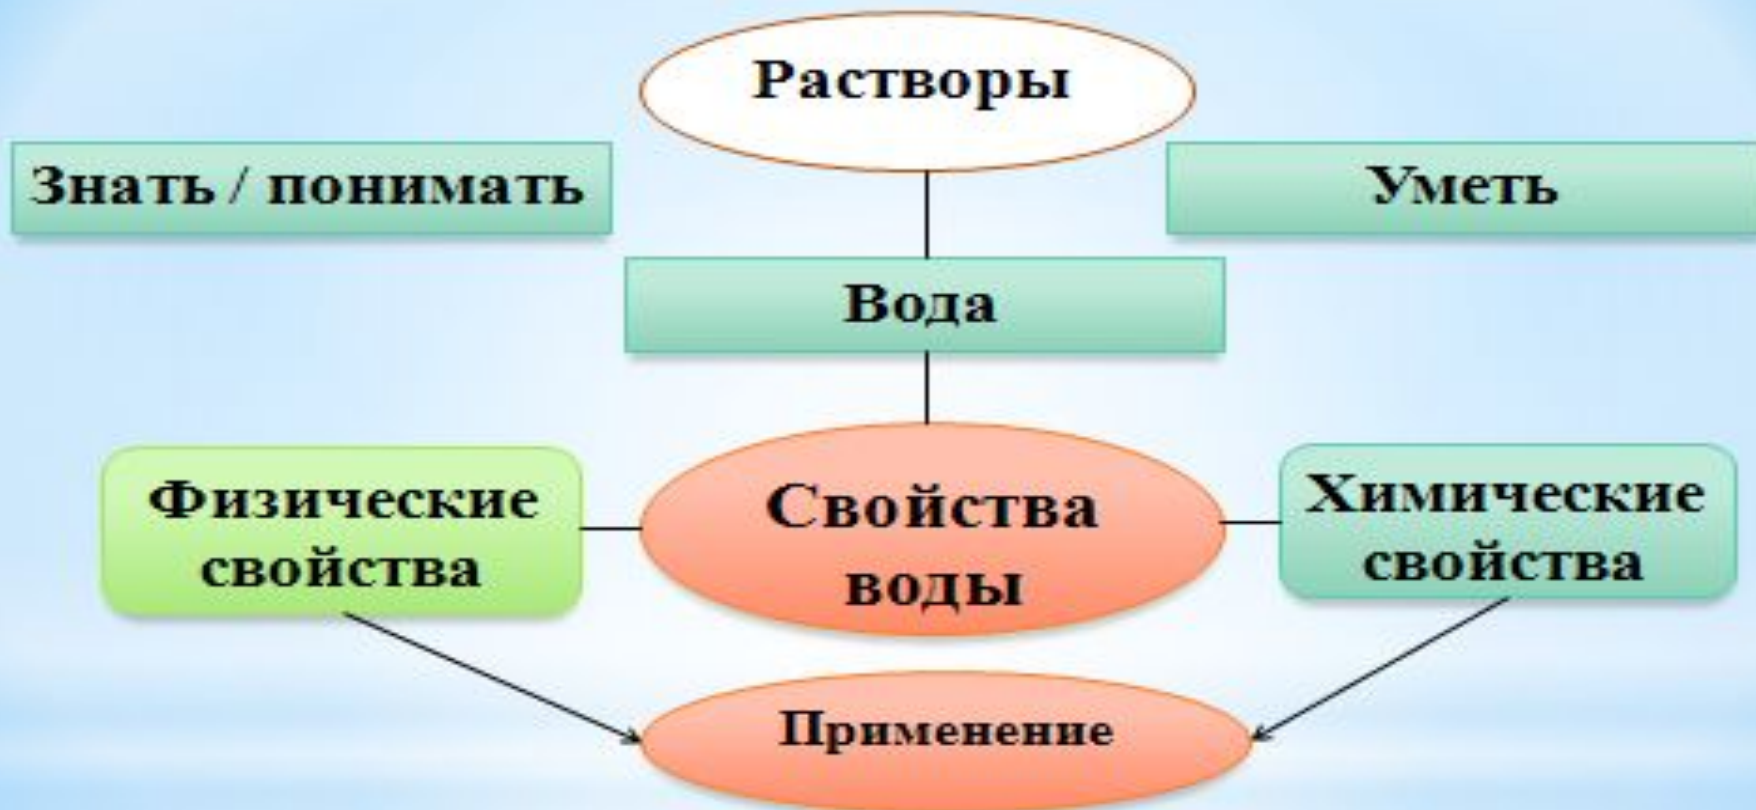 Растворы
Знать / понимать
Уметь
Вода
Физические
свойства
Свойства
воды
Химические
свойства
Применение